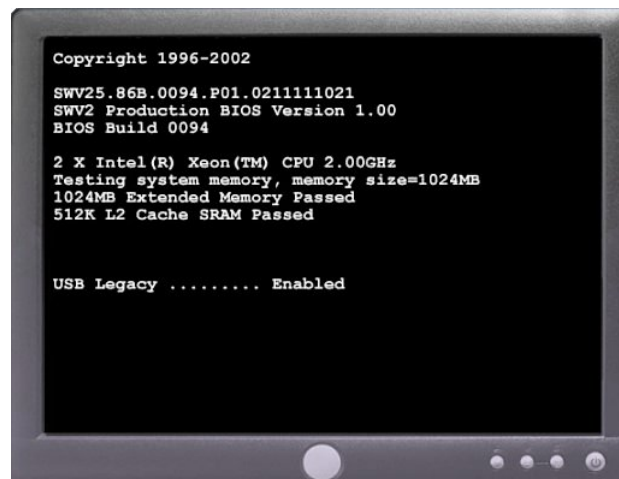 Copyright 1996-2002
SWV25.86B.0094.P01.0211111021
SWV2 Production BIOS Version 1.00
BIOS Build 0094
2 X Intel(R) Xeon(TM) CPU 2.00GHz
Testing system memory, memory size=1024MB
1024MB Extended Memory Passed
512K L2 Cache SRAM Passed
USB Legacy ......... Enabled